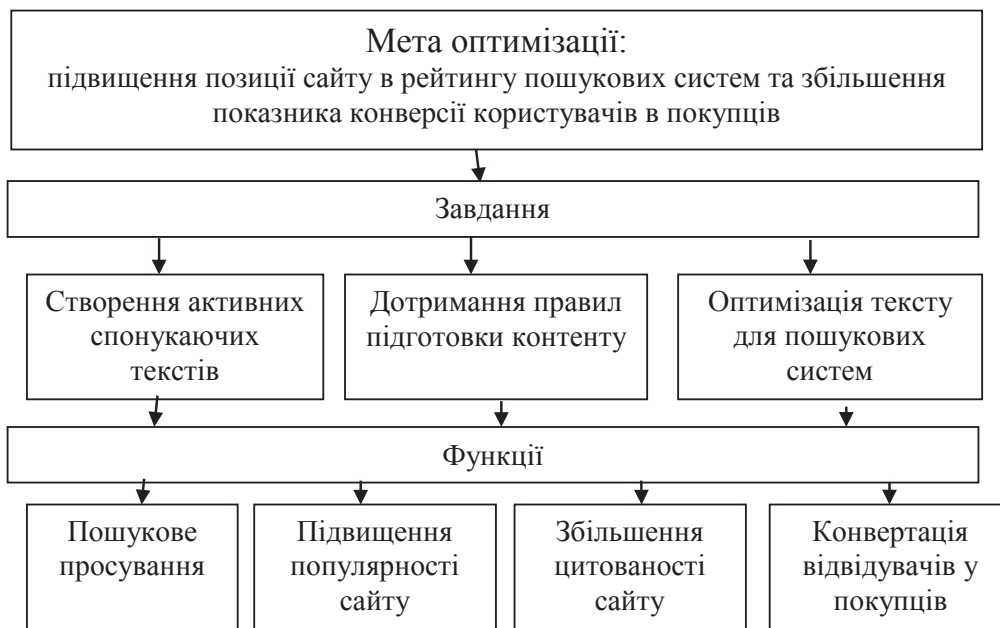 Мета оптимізації:
підвищення позиції сайту в рейтингу пошукових систем та збільшення
показника конверсії користувачів в покупців
Завдання
Створення активних
спонукаючих
текстів
Дотримання правил
підготовки контенту
Оптимізація тексту
для пошукових
систем
Функції
Пошукове
просування
Підвищення
популярності
сайту
Збільшення
цитованості
сайту
Конвертація
відвідувачів у
покупців